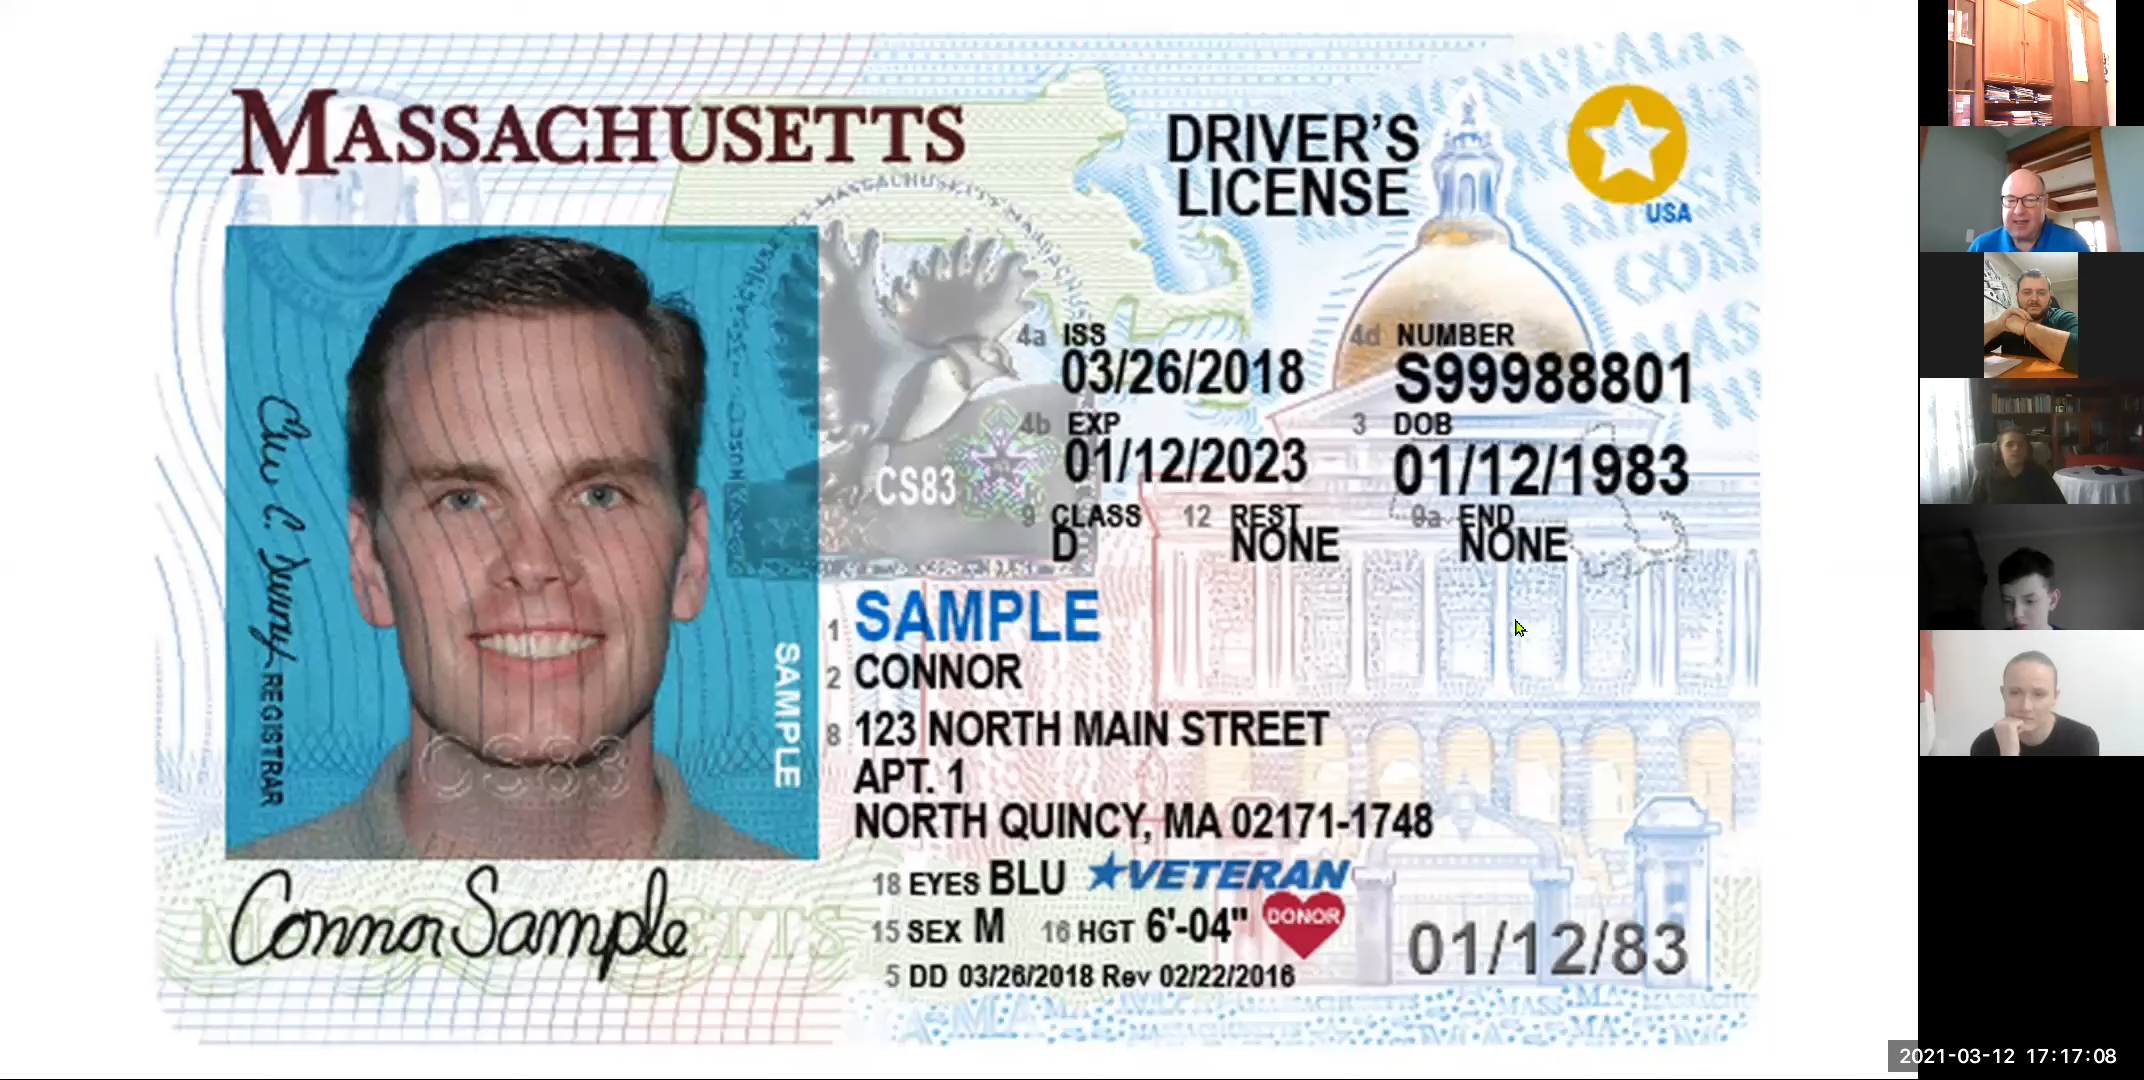 MASSACHUSETTS
DRIVER'S
LICENSE
USA
4a ISS
03/26/2018
4d NUMBER
S99988801
4b EXP
01/12/2023
3 DOB
01/12/1983
CS83
9 CLASS
D
12 REST
NONE
9a END
NONE
REGISTRAR
SAMPLE
CS83
1 SAMPLE
2 CONNOR
8 123 NORTH MAIN STREET
APT. 1
NORTH QUINCY, MA 02171-1748
18 EYES BLU VETERAN
15 SEX M 16 HGT 6'-04" DONOR
5 DD 03/26/2018 Rev 02/22/2016
01/12/83
Connor Sample
2021-03-12 17:17:08